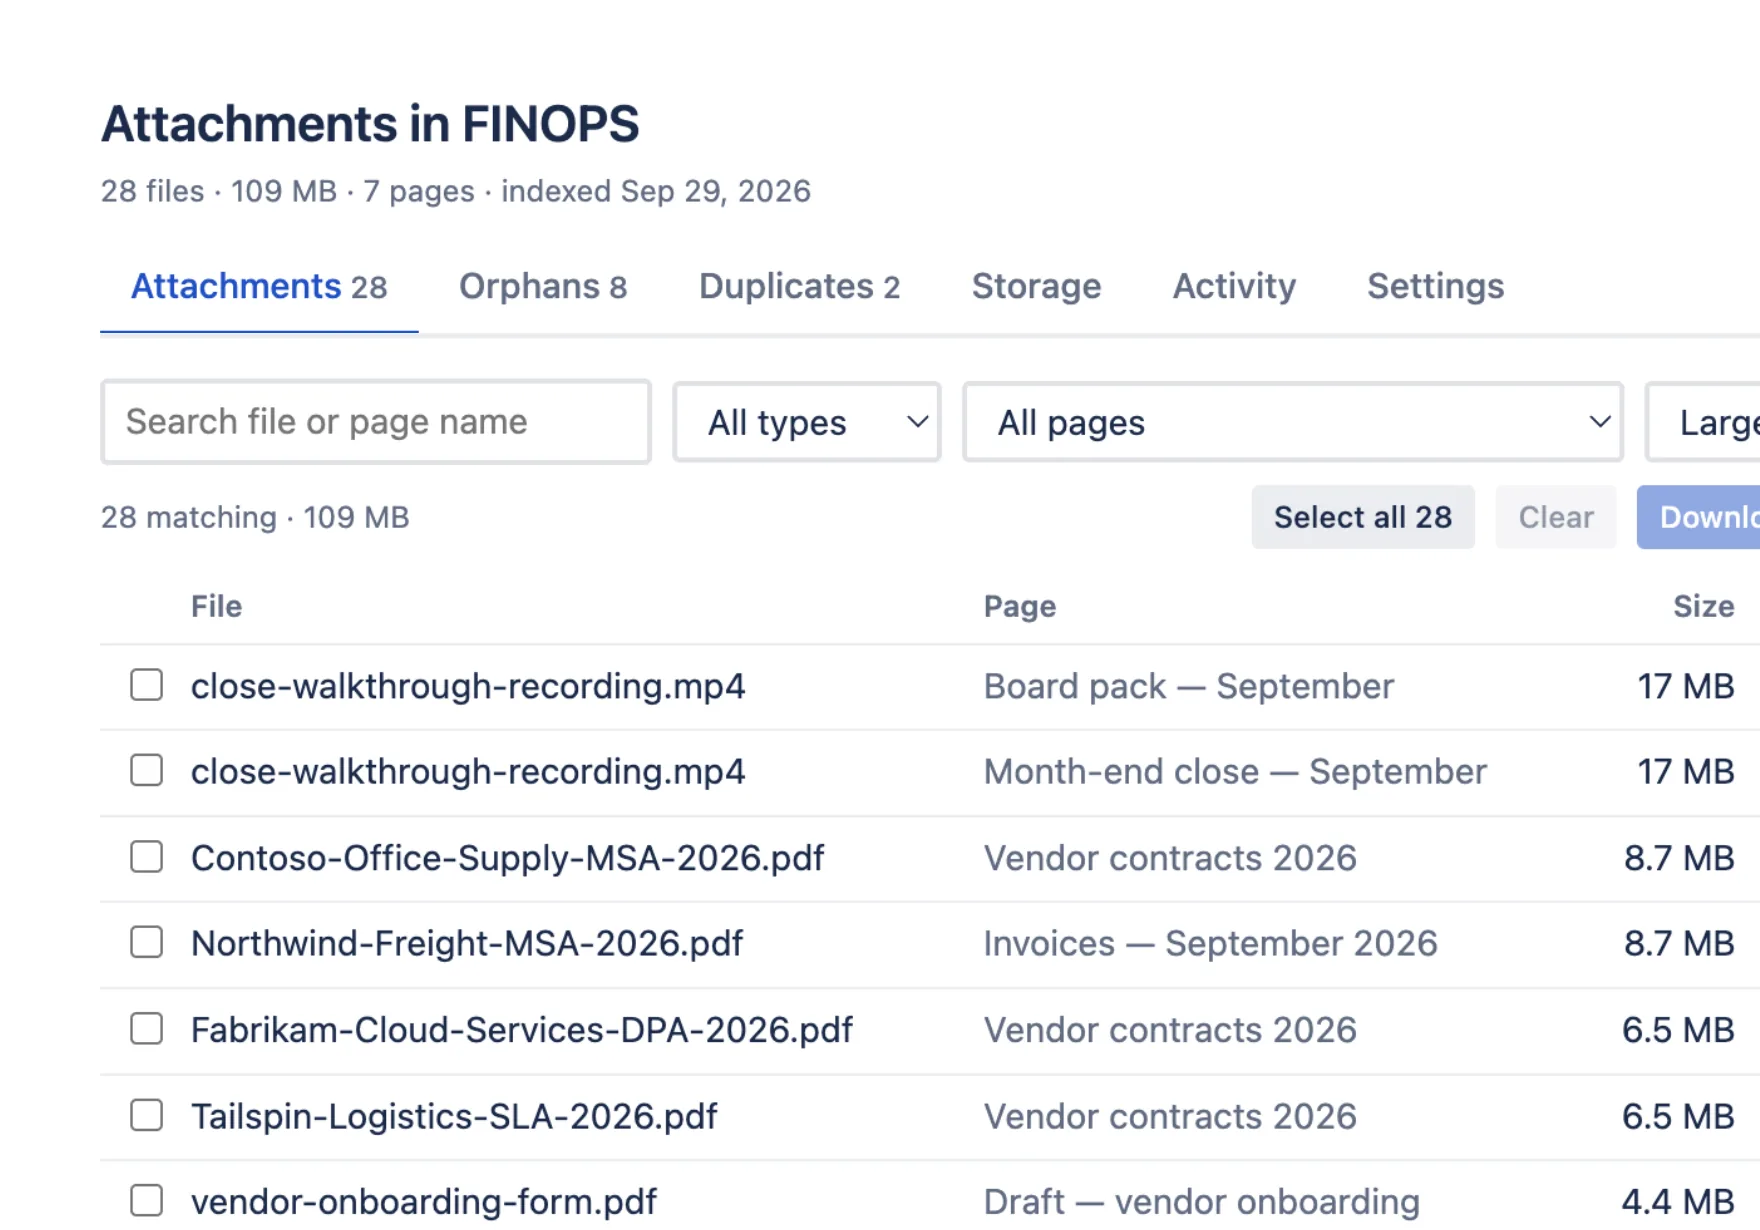 Attachments in FINOPS
28 files · 109 MB · 7 pages · indexed Sep 29, 2026
Attachments 28 Orphans 8 Duplicates 2 Storage Activity Settings
Search file or page name All types All pages
28 matching · 109 MB Select all 28 Clear
File Page Size
close-walkthrough-recording.mp4 Board pack — September 17 MB
close-walkthrough-recording.mp4 Month-end close — September 17 MB
Contoso-Office-Supply-MSA-2026.pdf Vendor contracts 2026 8.7 MB
Northwind-Freight-MSA-2026.pdf Invoices — September 2026 8.7 MB
Fabrikam-Cloud-Services-DPA-2026.pdf Vendor contracts 2026 6.5 MB
Tailspin-Logistics-SLA-2026.pdf Vendor contracts 2026 6.5 MB
vendor-onboarding-form.pdf Draft — vendor onboarding 4.4 MB